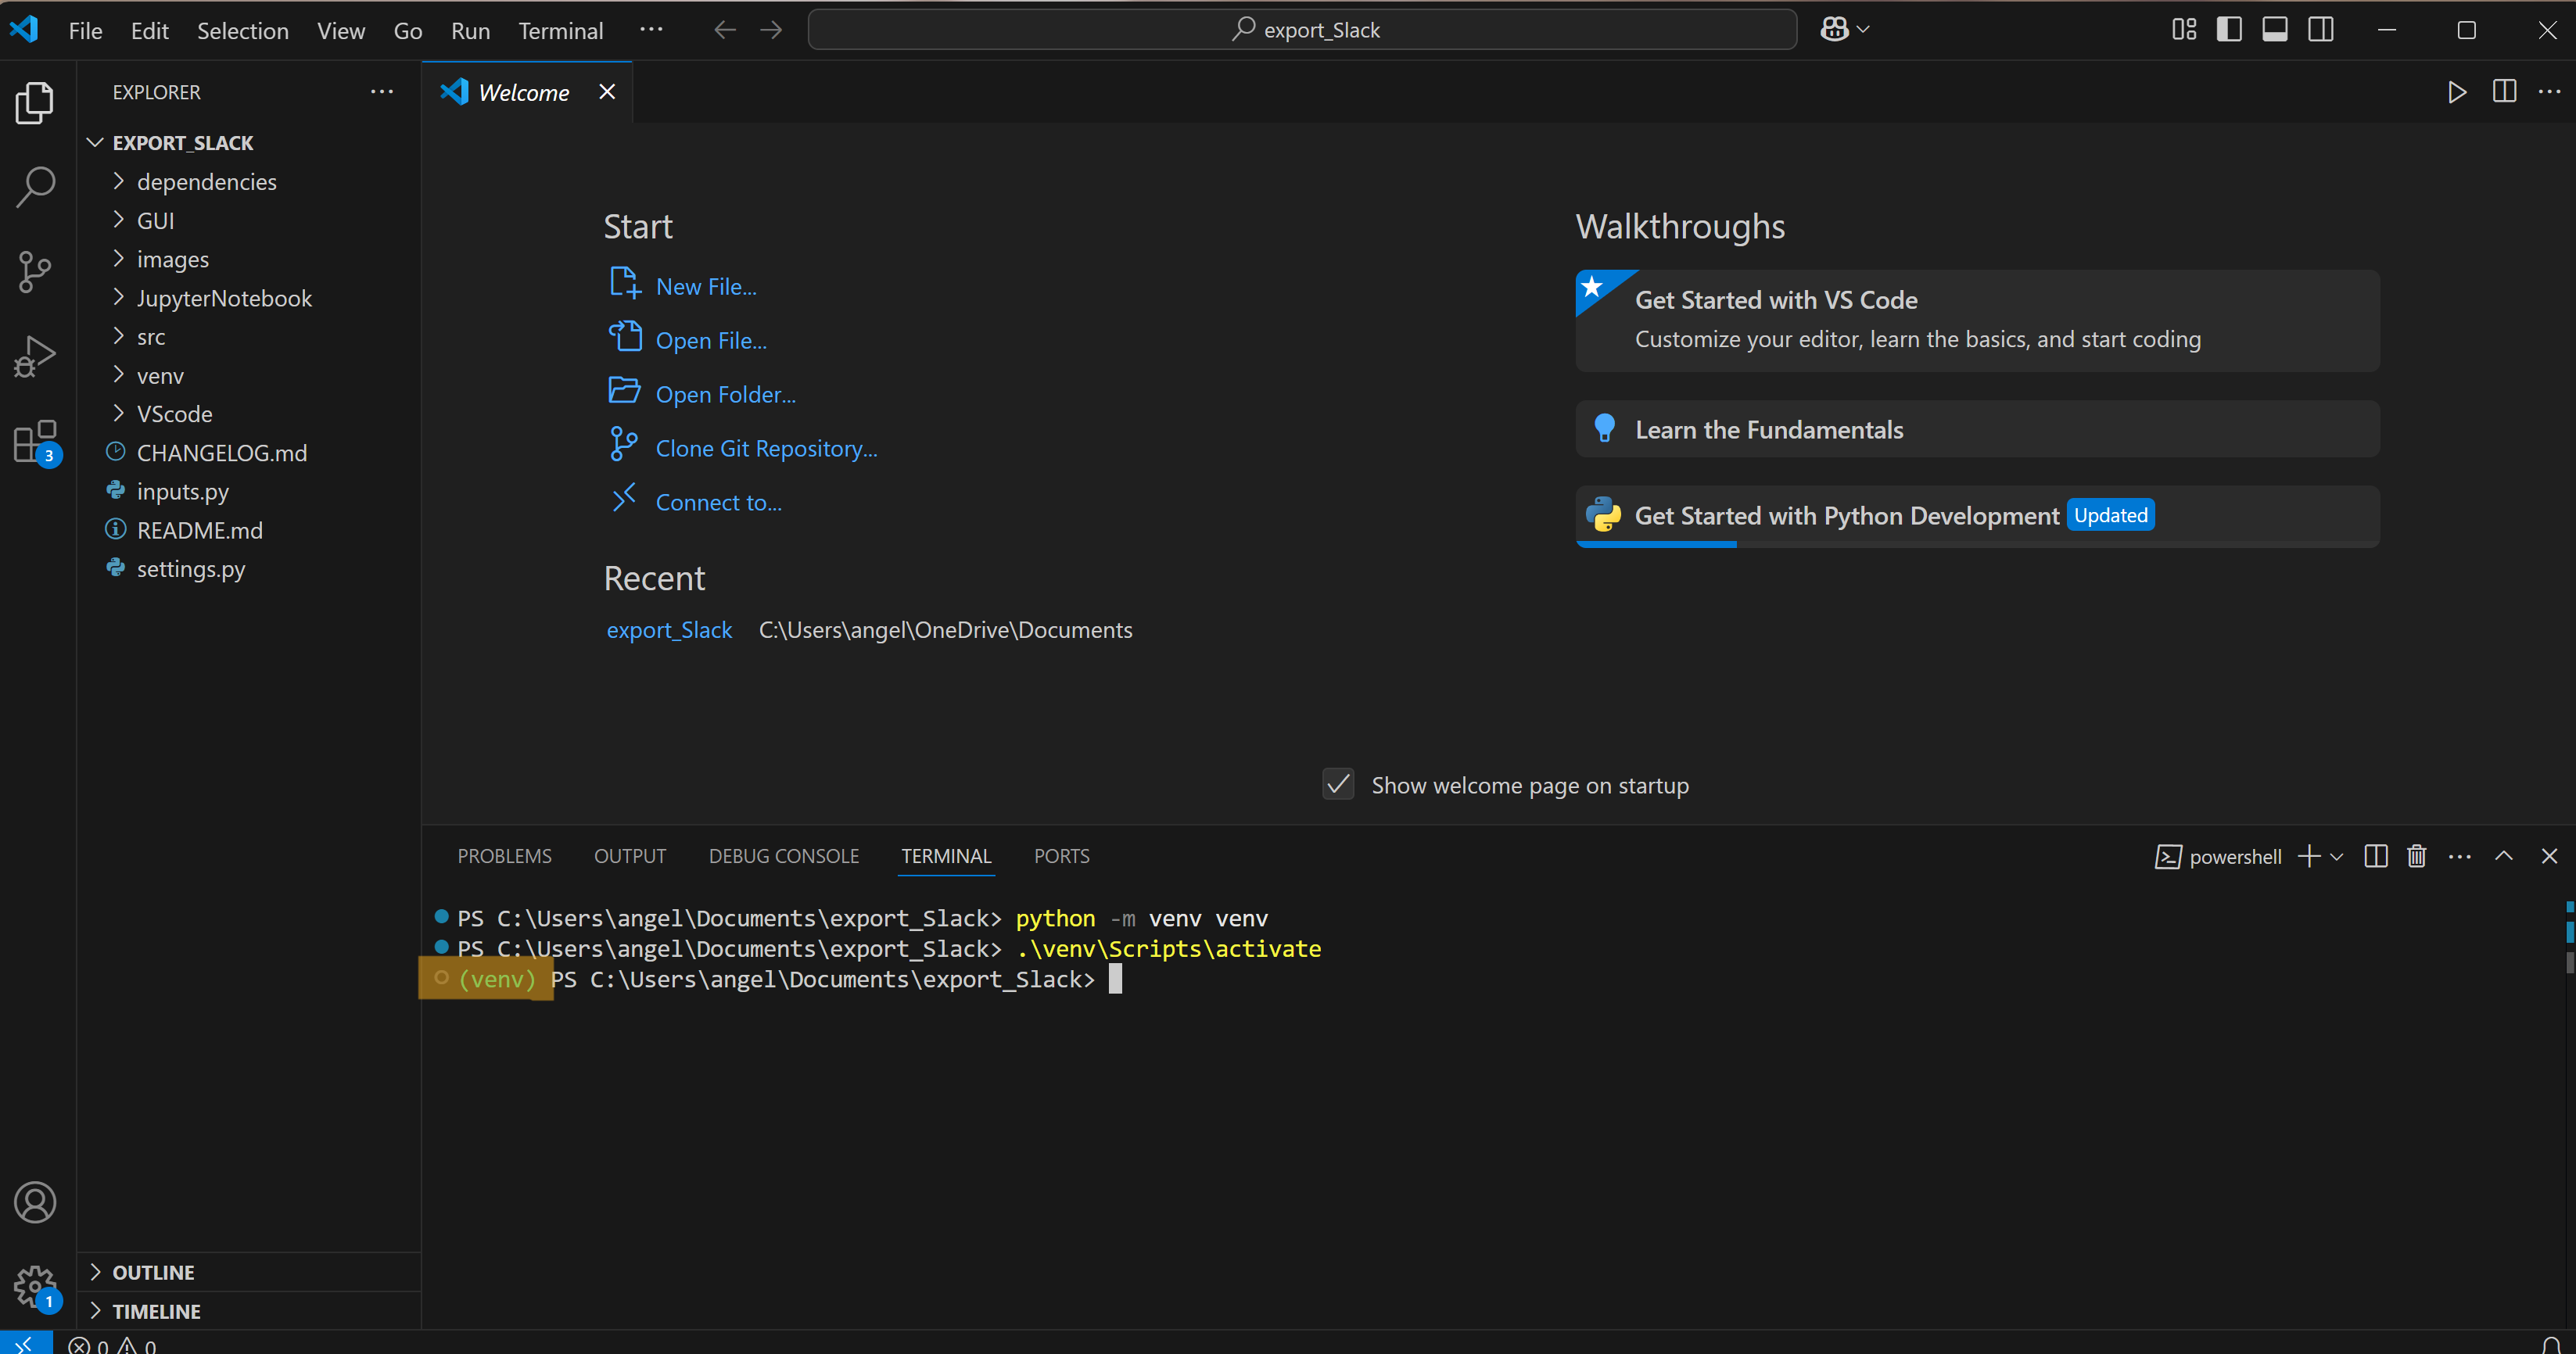 File Edit Selection View Go Run Terminal ···
export_Slack
EXPLORER
Welcome
EXPORT_SLACK
dependencies
GUI
images
JupyterNotebook
src
venv
VScode
CHANGELOG.md
inputs.py
README.md
settings.py
3
Start
New File...
Open File...
Open Folder...
Clone Git Repository...
Connect to...
Recent
export_Slack C:\Users\angel\OneDrive\Documents
Walkthroughs
Get Started with VS Code
Customize your editor, learn the basics, and start coding
Learn the Fundamentals
Get Started with Python Development Updated
Show welcome page on startup
PROBLEMS OUTPUT DEBUG CONSOLE TERMINAL PORTS
powershell
PS C:\Users\angel\Documents\export_Slack> python -m venv venv
PS C:\Users\angel\Documents\export_Slack> .\venv\Scripts\activate
(venv) PS C:\Users\angel\Documents\export_Slack>
OUTLINE
TIMELINE
1
0 0